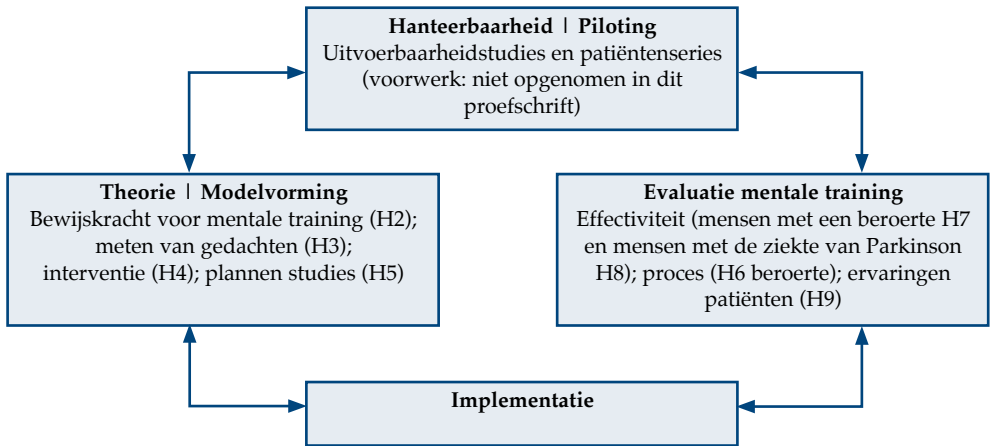 Hanteerbaarheid | Piloting
Uitvoerbaarheidstudies en patiëntenseries
(voorwerk: niet opgenomen in dit
proefschrift)
Theorie | Modelvorming
Bewijskracht voor mentale training (H2);
meten van gedachten (H3);
interventie (H4); plannen studies (H5)
Evaluatie mentale training
Effectiviteit (mensen met een beroerte H7
en mensen met de ziekte van Parkinson
H8); proces (H6 beroerte); ervaringen
patiënten (H9)
Implementatie